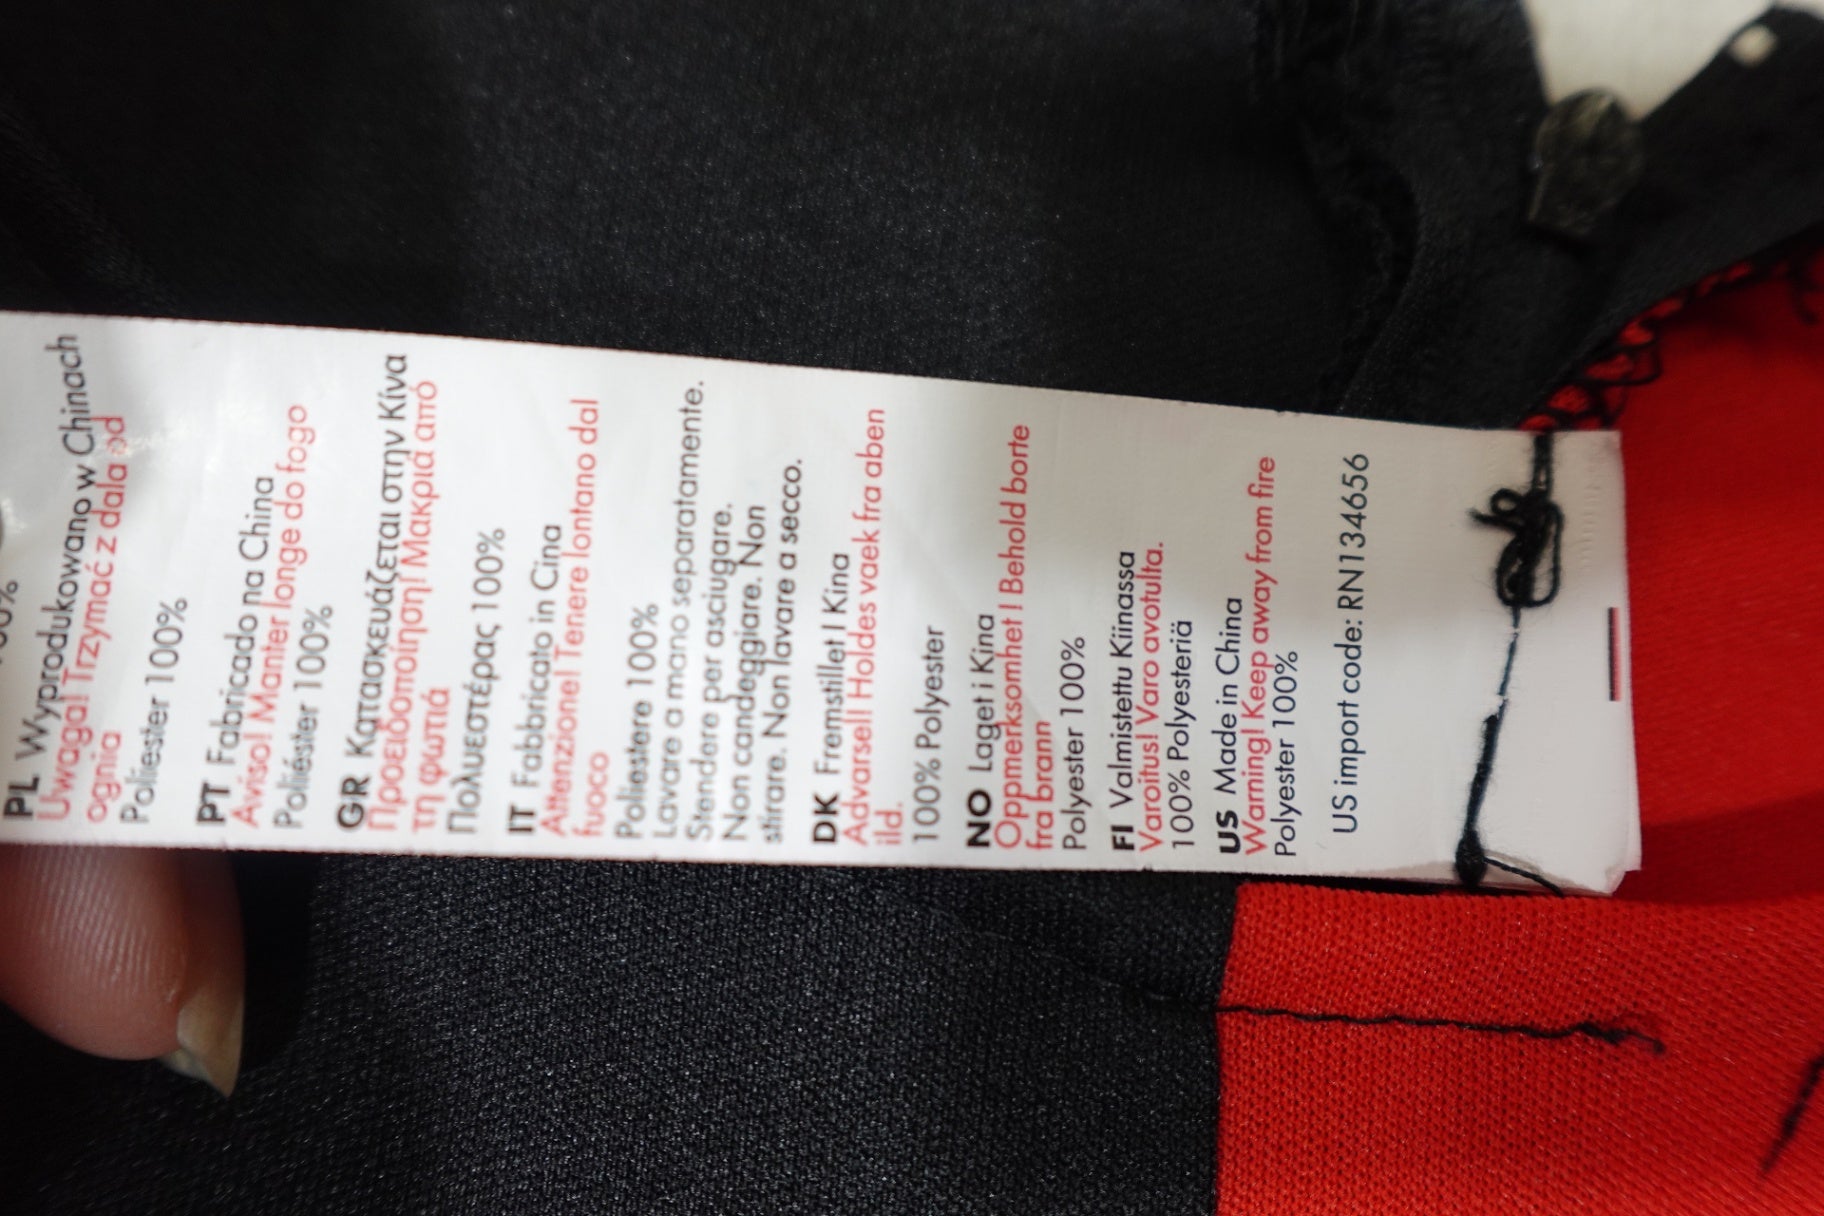 00%
PL Wyprodukowano w Chinach
Uwaga! Trzymać z dala od
ognia
Poliester 100%
PT Fabricado na China
Aviso! Manter longe do fogo
Poliéster 100%
GR Κατασκευάζεται στην Κίνα
Προειδοποίηση! Μακριά από
τη φωτιά
Πολυεστέρας 100%
IT Fabbricato in Cina
Attenzione! Tenere lontano dal
fuoco
Poliestere 100%
Lavare a mano separatamente.
Stendere per asciugare.
Non candeggiare. Non
stirare. Non lavare a secco.
DK Fremstillet I Kina
Advarsel! Holdes vaek fra aben
ild.
100% Polyester
NO Laget i Kina
Oppmerksomhet! Behold borte
fra brann
Polyester 100%
FI Valmistettu Kiinassa
Varoitus! Varo avotulta.
100% Polyesteriä
US Made in China
Warning! Keep away from fire
Polyester 100%
US import code: RN134656